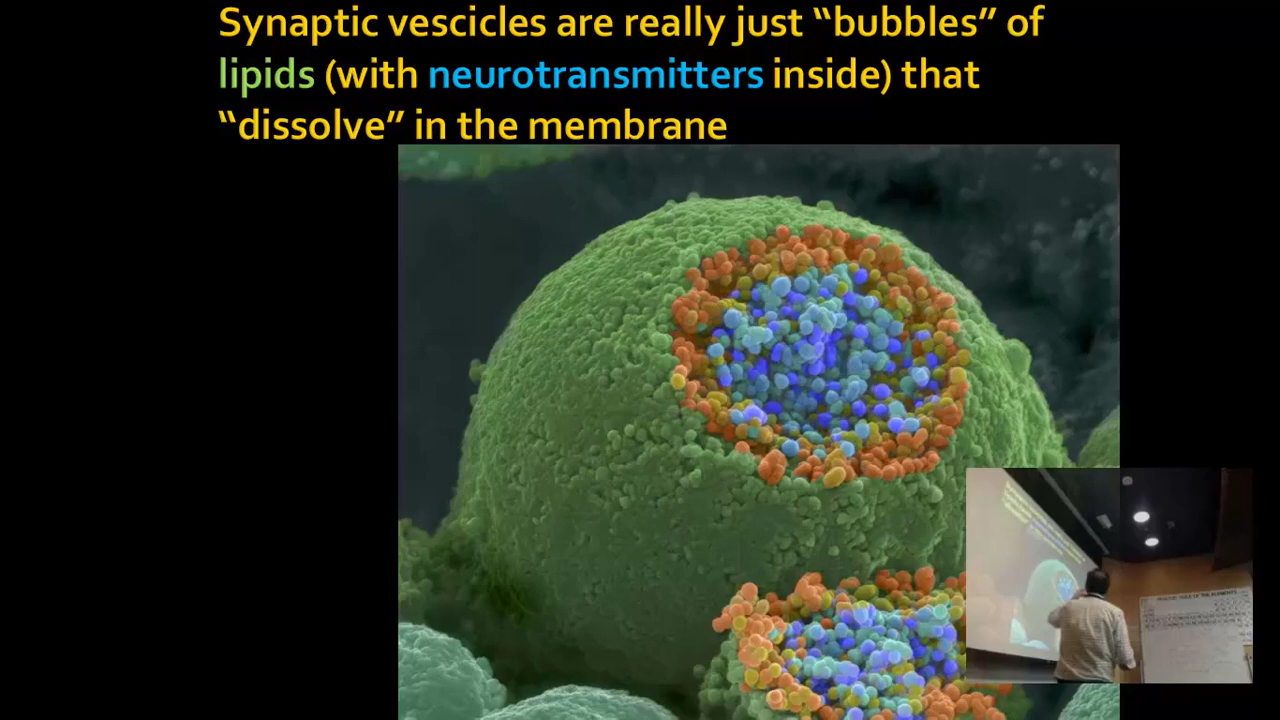 Synaptic vescicles are really just “bubbles” of
lipids (with neurotransmitters inside) that
“dissolve” in the membrane